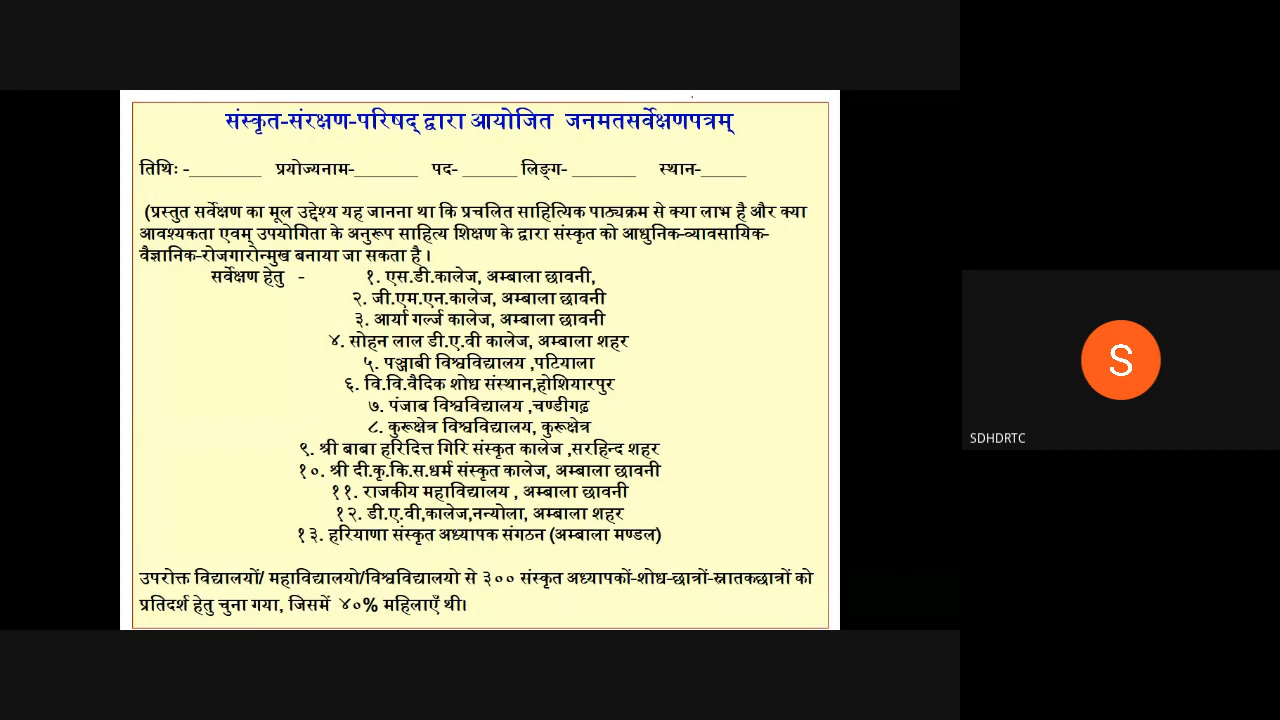 संस्कृत-संरक्षण-परिषद् द्वारा आयोजित जनमतसर्वेक्षणपत्रम्
तिथिः -_________ प्रयोज्यनाम-________ पद- _______ लिङ्ग- ________ स्थान-______
(प्रस्तुत सर्वेक्षण का मूल उद्देश्य यह जानना था कि प्रचलित साहित्यिक पाठ्यक्रम से क्या लाभ है और क्या
आवश्यकता एवम् उपयोगिता के अनुरूप साहित्य शिक्षण के द्वारा संस्कृत को आधुनिक-व्यावसायिक-
वैज्ञानिक-रोजगारोन्मुख बनाया जा सकता है ।
सर्वेक्षण हेतु - १. एस.डी.कालेज, अम्बाला छावनी,
२. जी.एम.एन.कालेज, अम्बाला छावनी
३. आर्या गर्ल्ज कालेज, अम्बाला छावनी
४. सोहन लाल डी.ए.वी कालेज, अम्बाला शहर
५. पञ्जाबी विश्वविद्यालय ,पटियाला
६. वि.वि.वैदिक शोध संस्थान,होशियारपुर
७. पंजाब विश्वविद्यालय ,चण्डीगढ़
८. कुरूक्षेत्र विश्वविद्यालय, कुरूक्षेत्र
९. श्री बाबा हरिदित्त गिरि संस्कृत कालेज ,सरहिन्द शहर
१०. श्री दी.कृ.कि.स.धर्म संस्कृत कालेज, अम्बाला छावनी
११. राजकीय महाविद्यालय , अम्बाला छावनी
१२. डी.ए.वी,कालेज,नन्योला, अम्बाला शहर
१३. हरियाणा संस्कृत अध्यापक संगठन (अम्बाला मण्डल)
उपरोक्त विद्यालयों/ महाविद्यालयो/विश्वविद्यालयो से ३०० संस्कृत अध्यापकों-शोध-छात्रों-स्नातकछात्रों को
प्रतिदर्श हेतु चुना गया, जिसमें ४०% महिलाएँ थी।
S
SDHDRTC